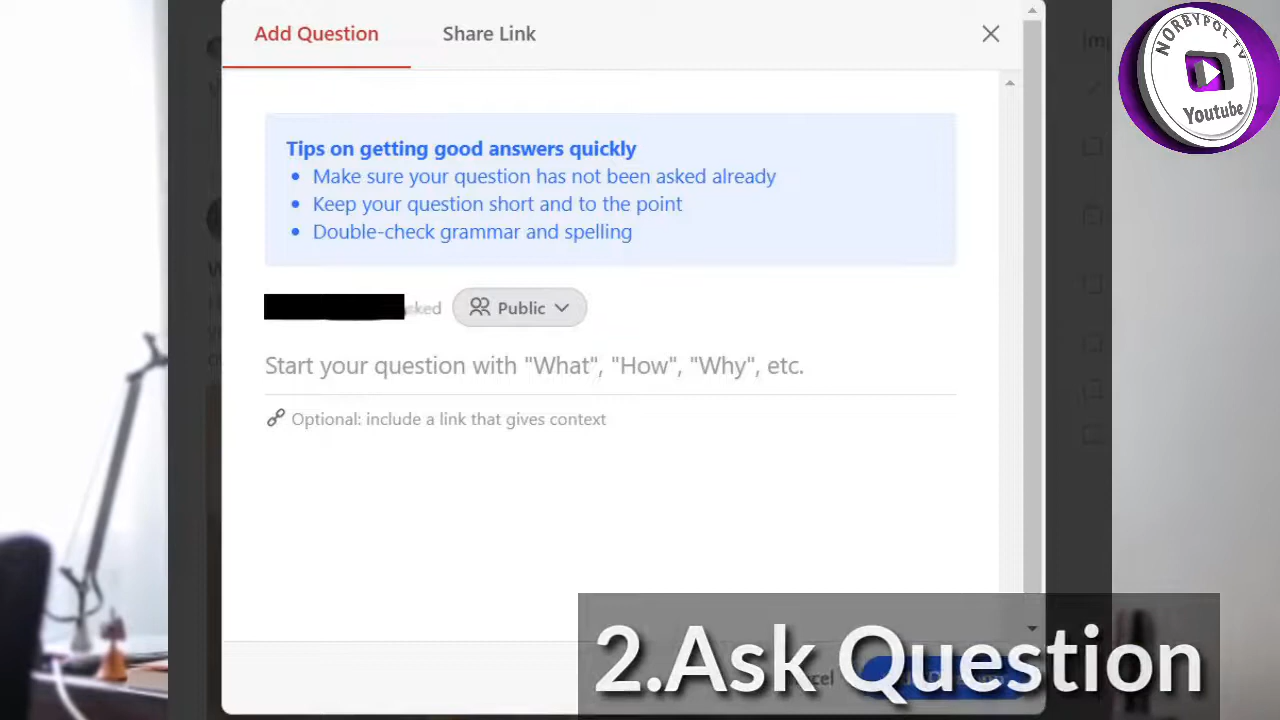 Add Question
Share Link
NORBYPOL TV
Youtube
Tips on getting good answers quickly
Make sure your question has not been asked already
Keep your question short and to the point
Double-check grammar and spelling
Public
Start your question with "What", "How", "Why", etc.
Optional: include a link that gives context
2.Ask Question